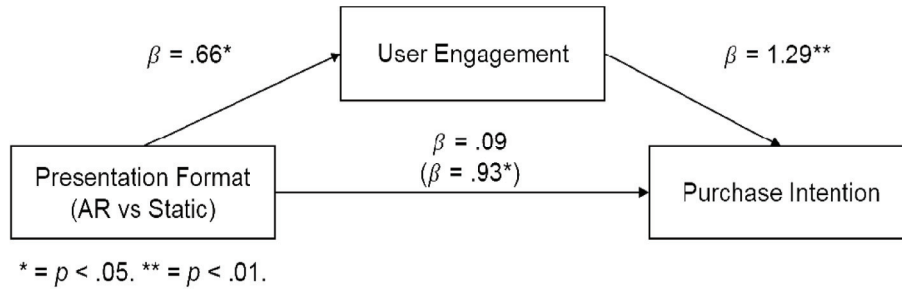 β = .66*
User Engagement
β = 1.29**
β = .09
(β = .93*)
Presentation Format
(AR vs Static)
Purchase Intention
* = p < .05. ** = p < .01.